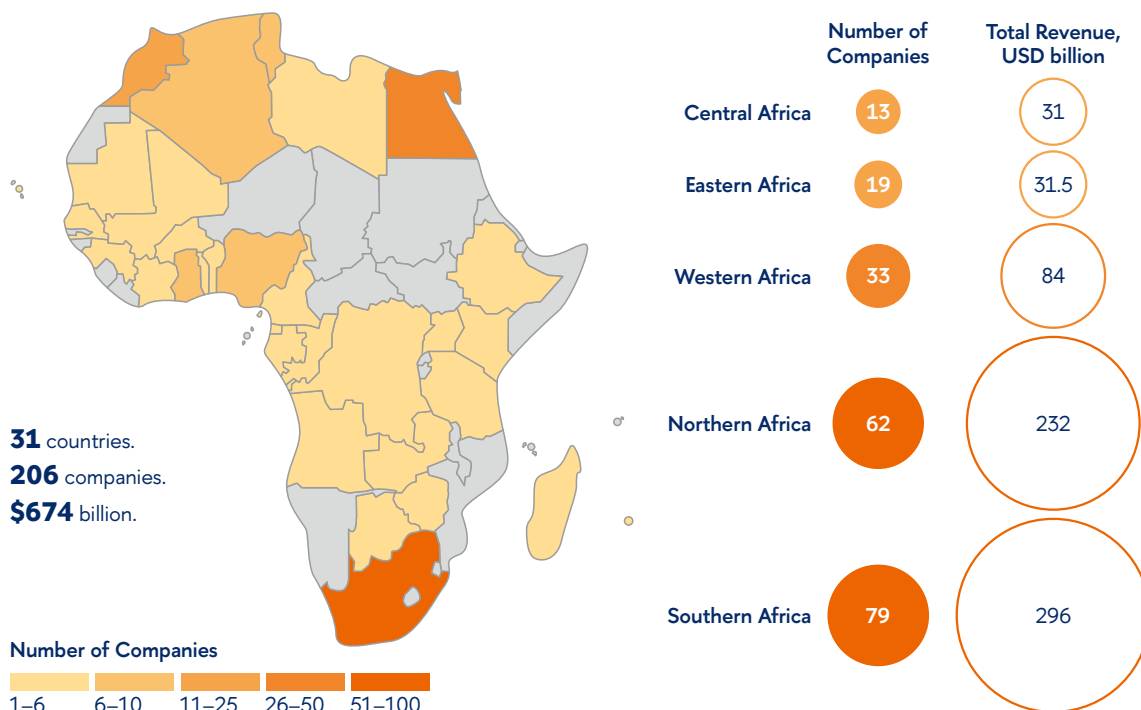 Number of
Companies
Total Revenue,
USD billion
Central Africa 13 31
Eastern Africa 19 31.5
Western Africa 33 84
Northern Africa 62 232
Southern Africa 79 296
31 countries.
206 companies.
$674 billion.
Number of Companies
1–6 6–10 11–25 26–50 51–100